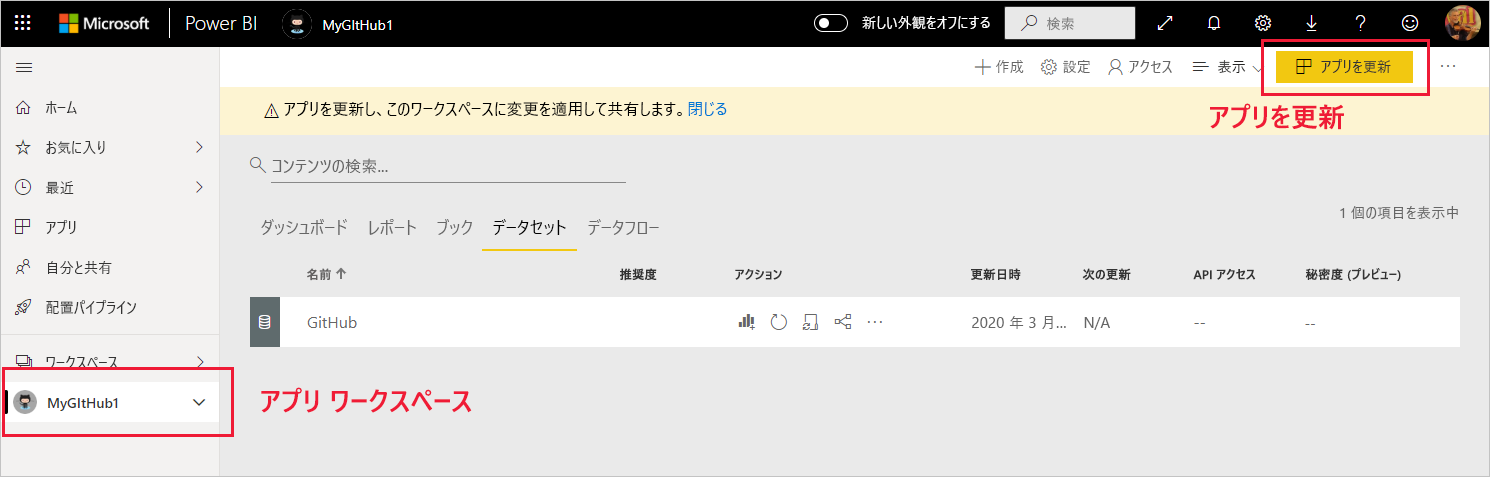 Microsoft Power BI MyGItHub1 新しい外観をオフにする 検索
作成 設定 アクセス 表示 アプリを更新 ...
アプリを更新し、このワークスペースに変更を適用して共有します。 閉じる
アプリを更新
ホーム
お気に入り
最近
アプリ
自分と共有
配置パイプライン
ワークスペース
MyGItHub1
コンテンツの検索...
1 個の項目を表示中
ダッシュボード レポート ブック データセット データフロー
名前 推奨度 アクション 更新日時 次の更新 API アクセス 秘密度 (プレビュー)
GitHub ... 2020 年 3 月... N/A -- --
アプリ ワークスペース